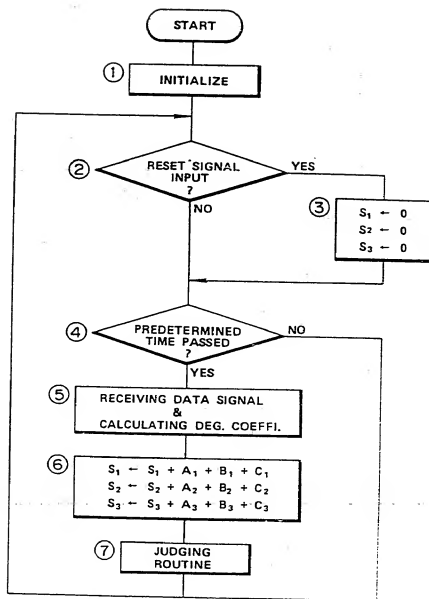 START
① INITIALIZE
② RESET SIGNAL
INPUT
?
YES
NO
③ S₁ ← 0
S₂ ← 0
S₃ ← 0
④ PREDETERMINED
TIME PASSED
?
NO
YES
⑤ RECEIVING DATA SIGNAL
&
CALCULATING DEG. COEFFI.
⑥ S₁ ← S₁ + A₁ + B₁ + C₁
S₂ ← S₂ + A₂ + B₂ + C₂
S₃ ← S₃ + A₃ + B₃ + C₃
⑦ JUDGING
ROUTINE